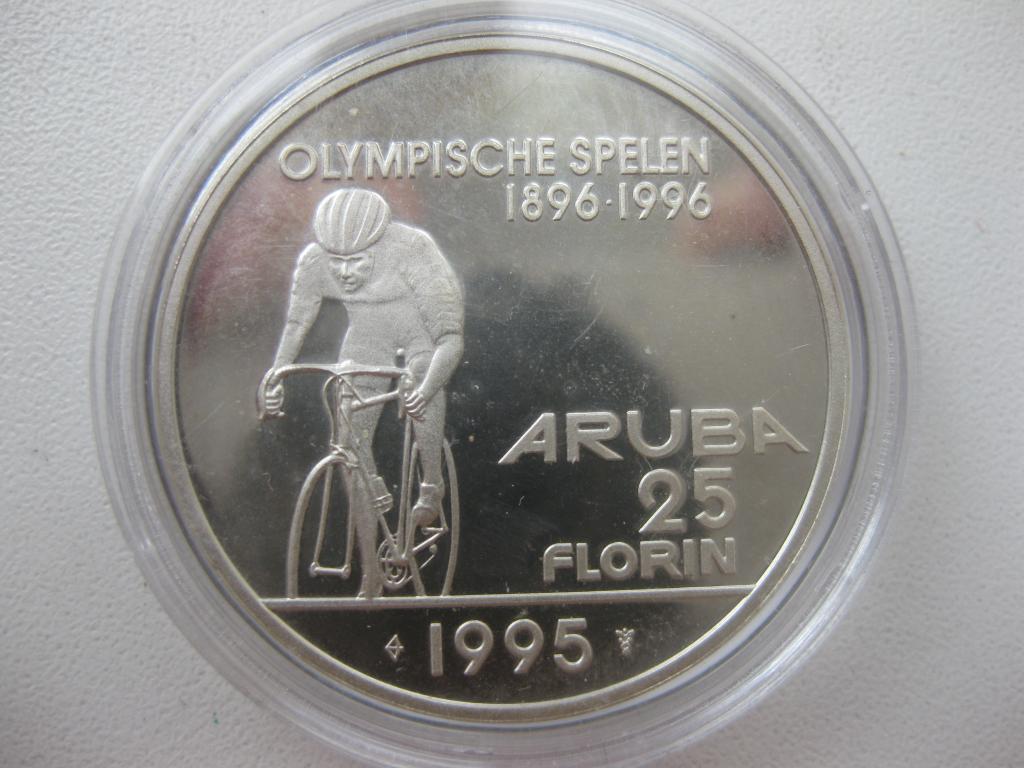 OLYMPISCHE SPELEN
1896·1996
ARUBA
25
FLORIN
1995